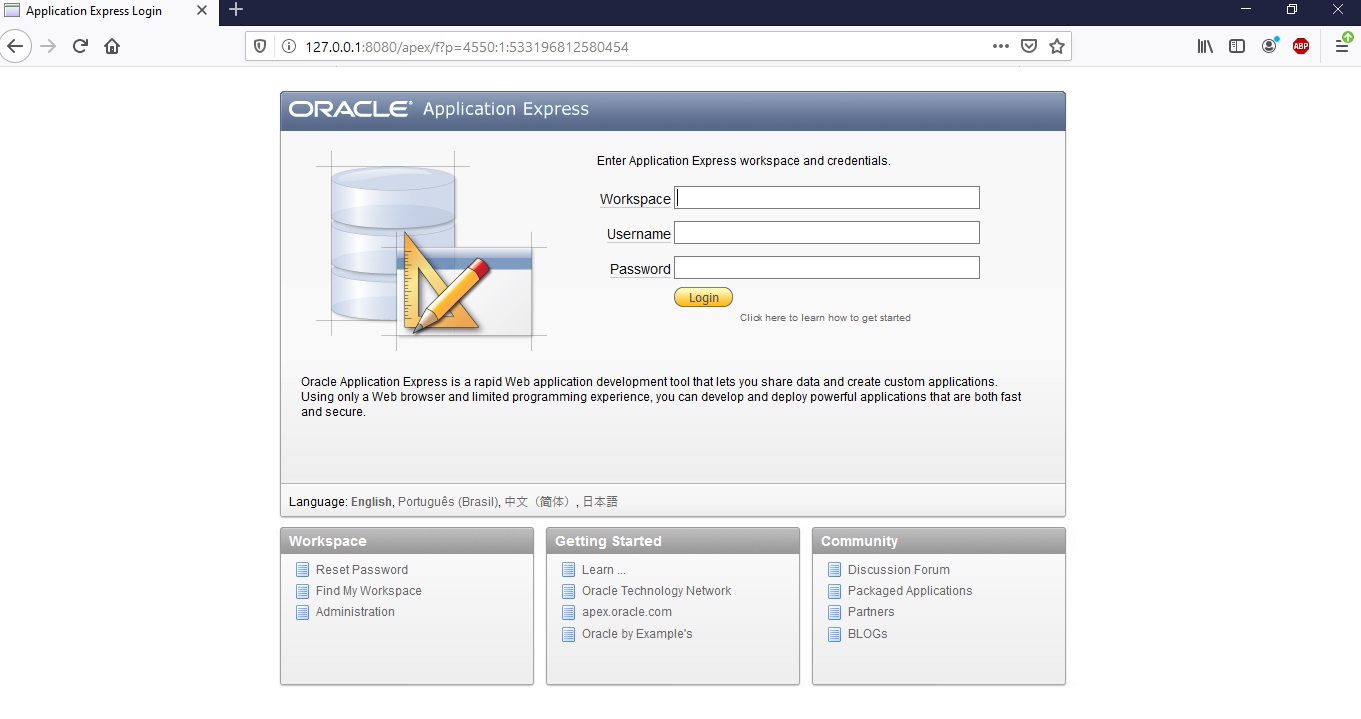 Application Express Login
127.0.0.1:8080/apex/f?p=4550:1:533196812580454
ABP
ORACLE Application Express
Enter Application Express workspace and credentials.
Workspace
Username
Password
Login
Click here to learn how to get started
Oracle Application Express is a rapid Web application development tool that lets you share data and create custom applications.
Using only a Web browser and limited programming experience, you can develop and deploy powerful applications that are both fast
and secure.
Language: English, Português (Brasil), 中文（简体）, 日本語
Workspace
Reset Password
Find My Workspace
Administration
Getting Started
Learn ...
Oracle Technology Network
apex.oracle.com
Oracle by Example's
Community
Discussion Forum
Packaged Applications
Partners
BLOGs